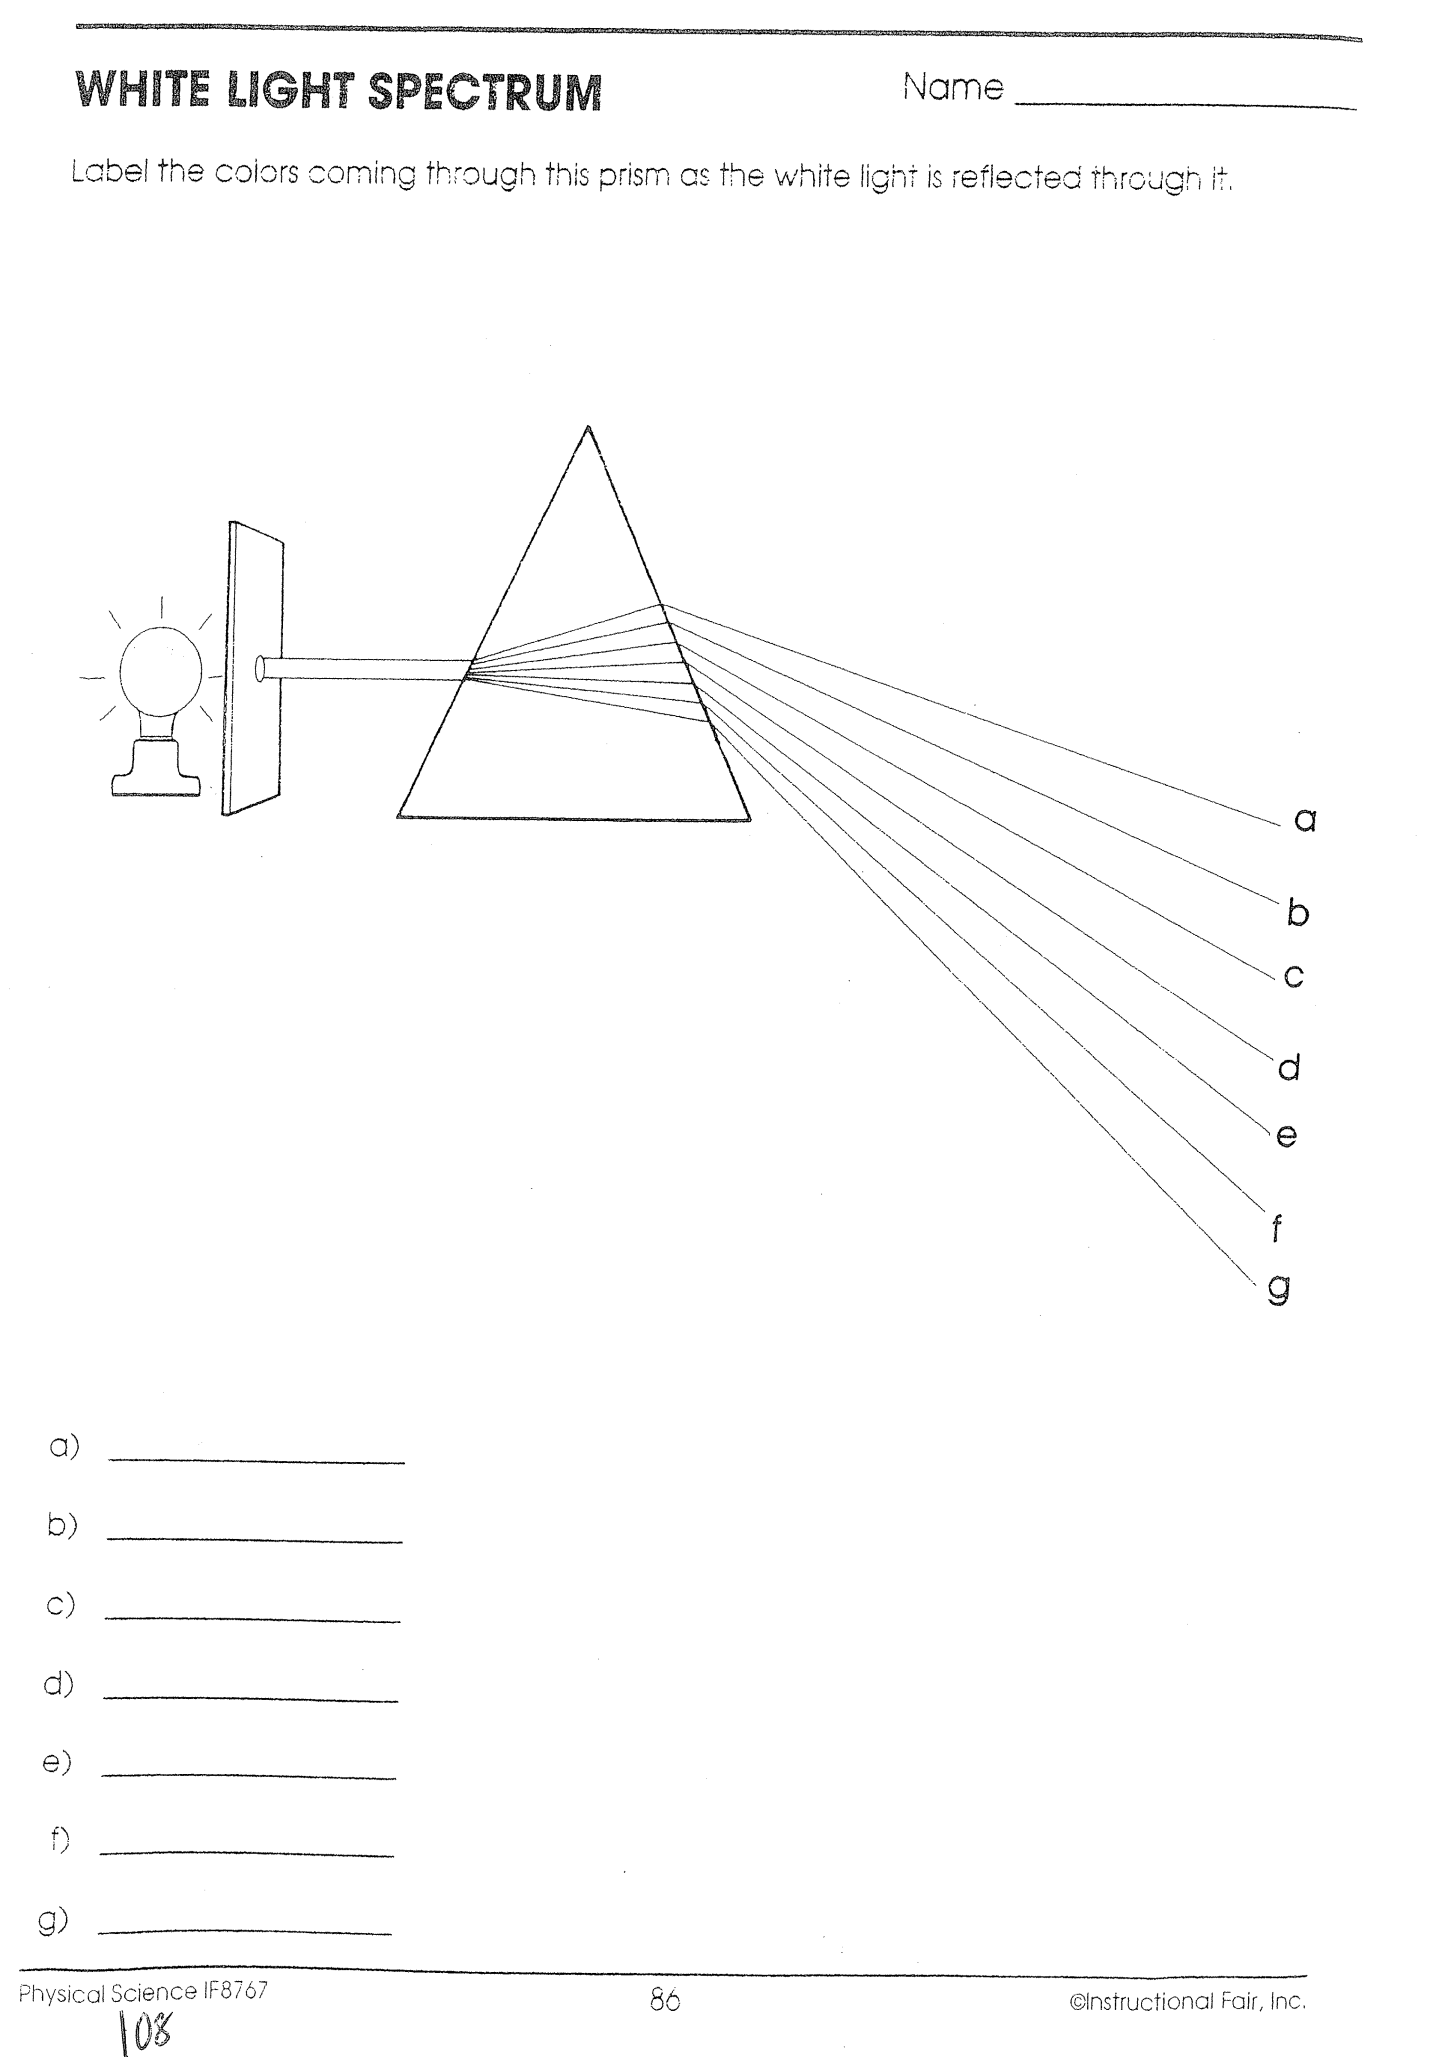 WHITE LIGHT SPECTRUM
Name
Label the colors coming through this prism as the white light is reflected through it.
a
b
c
d
e
f
g
a)
b)
c)
d)
e)
f)
g)
Physical Science IF8767
86
©Instructional Fair, Inc.
108